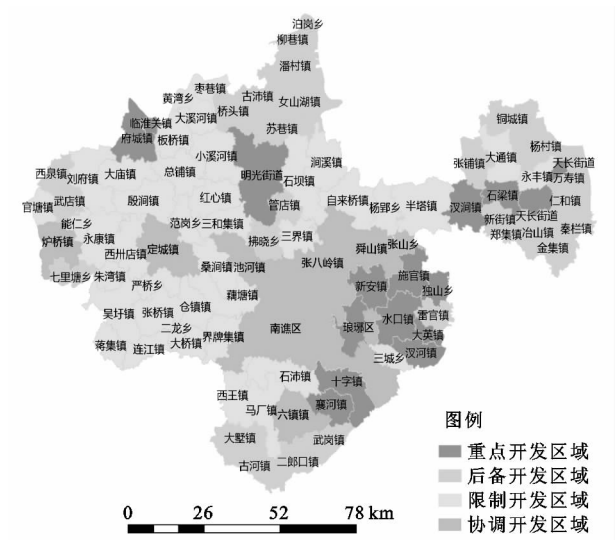 泊岗乡
柳巷镇
潘村镇
枣巷镇
黄湾乡
古沛镇
女山湖镇
桥头镇
大溪河镇
临淮关镇
苏巷镇
府城镇
板桥镇
铜城镇
杨村镇
小溪河镇
涧溪镇
张铺镇
大通镇
天长街道
西泉镇
刘府镇
大庙镇
总铺镇
明光街道
石坝镇
永丰镇
万寿镇
官塘镇
武店镇
殷涧镇
红心镇
管店镇
自来桥镇
杨郢乡
半塔镇
汊涧镇
石梁镇
仁和镇
能仁乡
范岗乡
三和集镇
新街镇
天长街道
秦栏镇
炉桥镇
永康镇
西州店镇
定城镇
拂晓乡
三界镇
郑集镇
冶山镇
金集镇
舜山镇
张山乡
七里塘乡
朱湾镇
桑涧镇
池河镇
张八岭镇
施官镇
严桥乡
新安镇
独山乡
藕塘镇
吴圩镇
张桥镇
仓镇镇
水口镇
雷官镇
二龙乡
南谯区
琅琊区
大英镇
蒋集镇
连江镇
大桥镇
界牌集镇
三城乡
汊河镇
石沛镇
十字镇
西王镇
马厂镇
六镇镇
襄河镇
大墅镇
武岗镇
古河镇
二郎口镇
图例
重点开发区域
后备开发区域
限制开发区域
协调开发区域
0 26 52 78 km